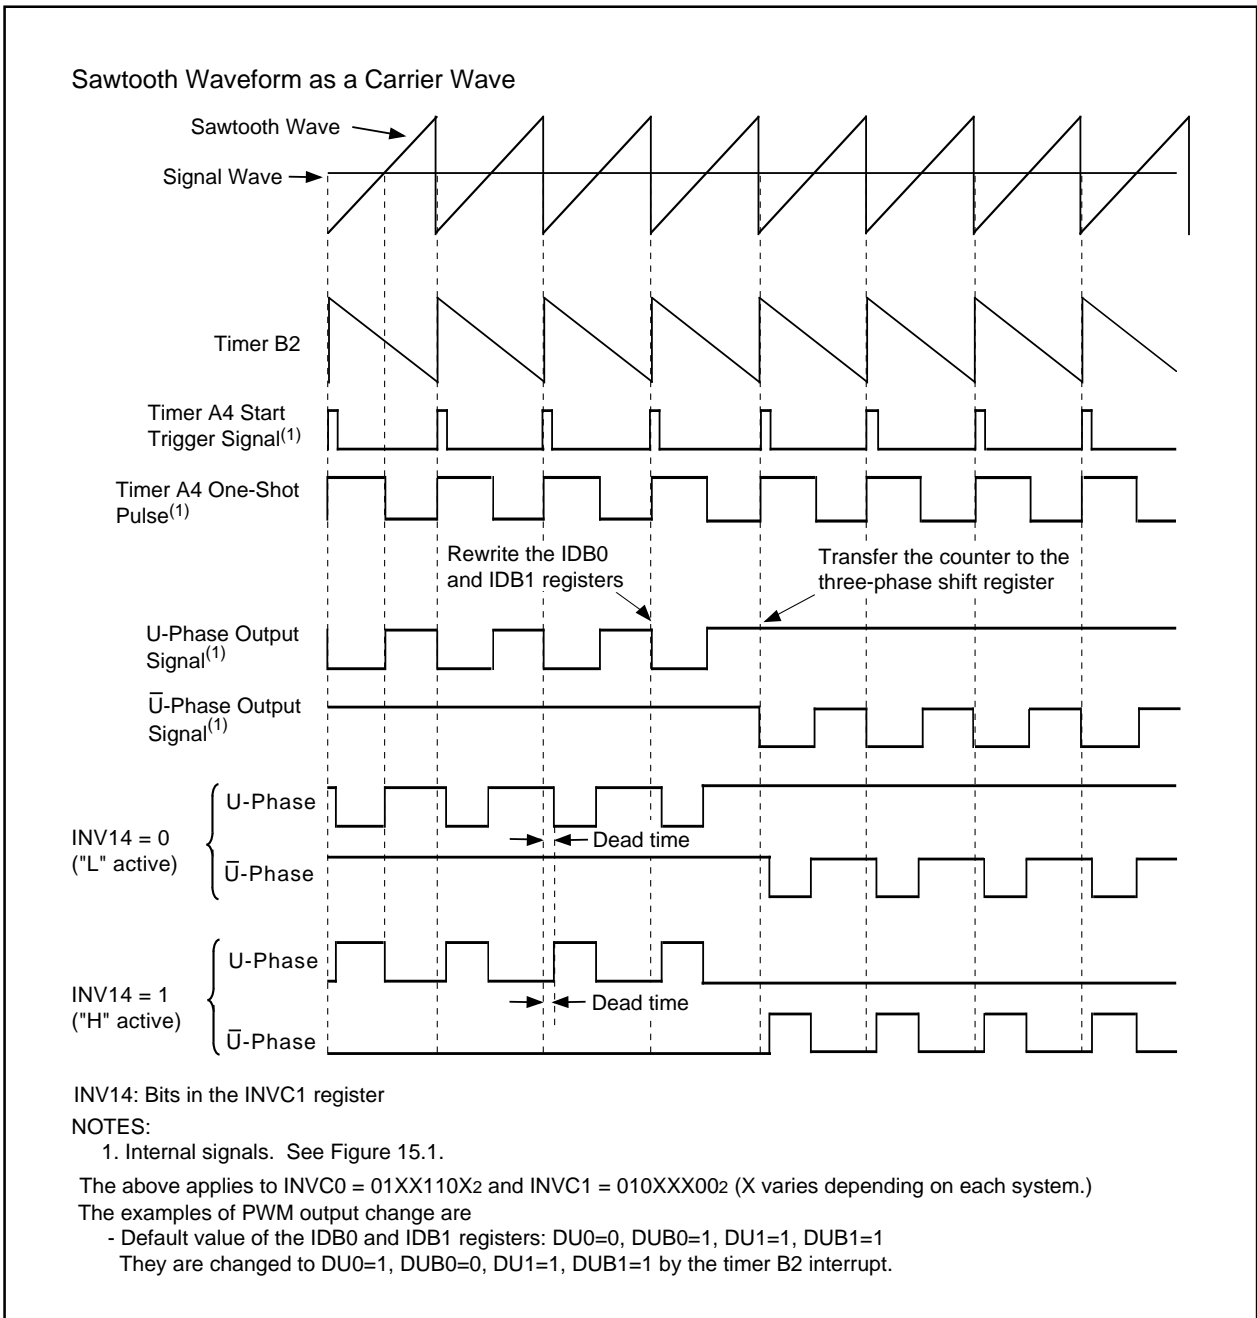 Sawtooth Waveform as a Carrier Wave
Sawtooth Wave
Signal Wave
Timer B2
Timer A4 Start
Trigger Signal(1)
Timer A4 One-Shot
Pulse(1)
Rewrite the IDB0
and IDB1 registers
Transfer the counter to the
three-phase shift register
U-Phase Output
Signal(1)
U̅-Phase Output
Signal(1)
INV14 = 0
("L" active)
U-Phase
Dead time
U̅-Phase
INV14 = 1
("H" active)
U-Phase
Dead time
U̅-Phase
INV14: Bits in the INVC1 register
NOTES:
1. Internal signals. See Figure 15.1.
The above applies to INVC0 = 01XX110X2 and INVC1 = 010XXX002 (X varies depending on each system.)
The examples of PWM output change are
- Default value of the IDB0 and IDB1 registers: DU0=0, DUB0=1, DU1=1, DUB1=1
They are changed to DU0=1, DUB0=0, DU1=1, DUB1=1 by the timer B2 interrupt.